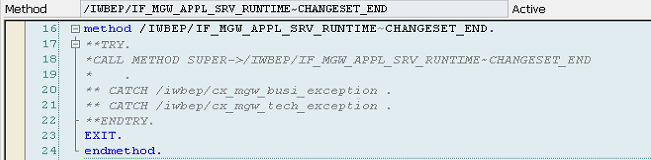 Method /IWBEP/IF_MGW_APPL_SRV_RUNTIME~CHANGESET_END Active
16 method /IWBEP/IF_MGW_APPL_SRV_RUNTIME~CHANGESET_END.
17 **TRY.
18 *CALL METHOD SUPER->/IWBEP/IF_MGW_APPL_SRV_RUNTIME~CHANGESET_END
19 *    .
20 ** CATCH /iwbep/cx_mgw_busi_exception .
21 ** CATCH /iwbep/cx_mgw_tech_exception .
22 **ENDTRY.
23 EXIT.
24 endmethod.